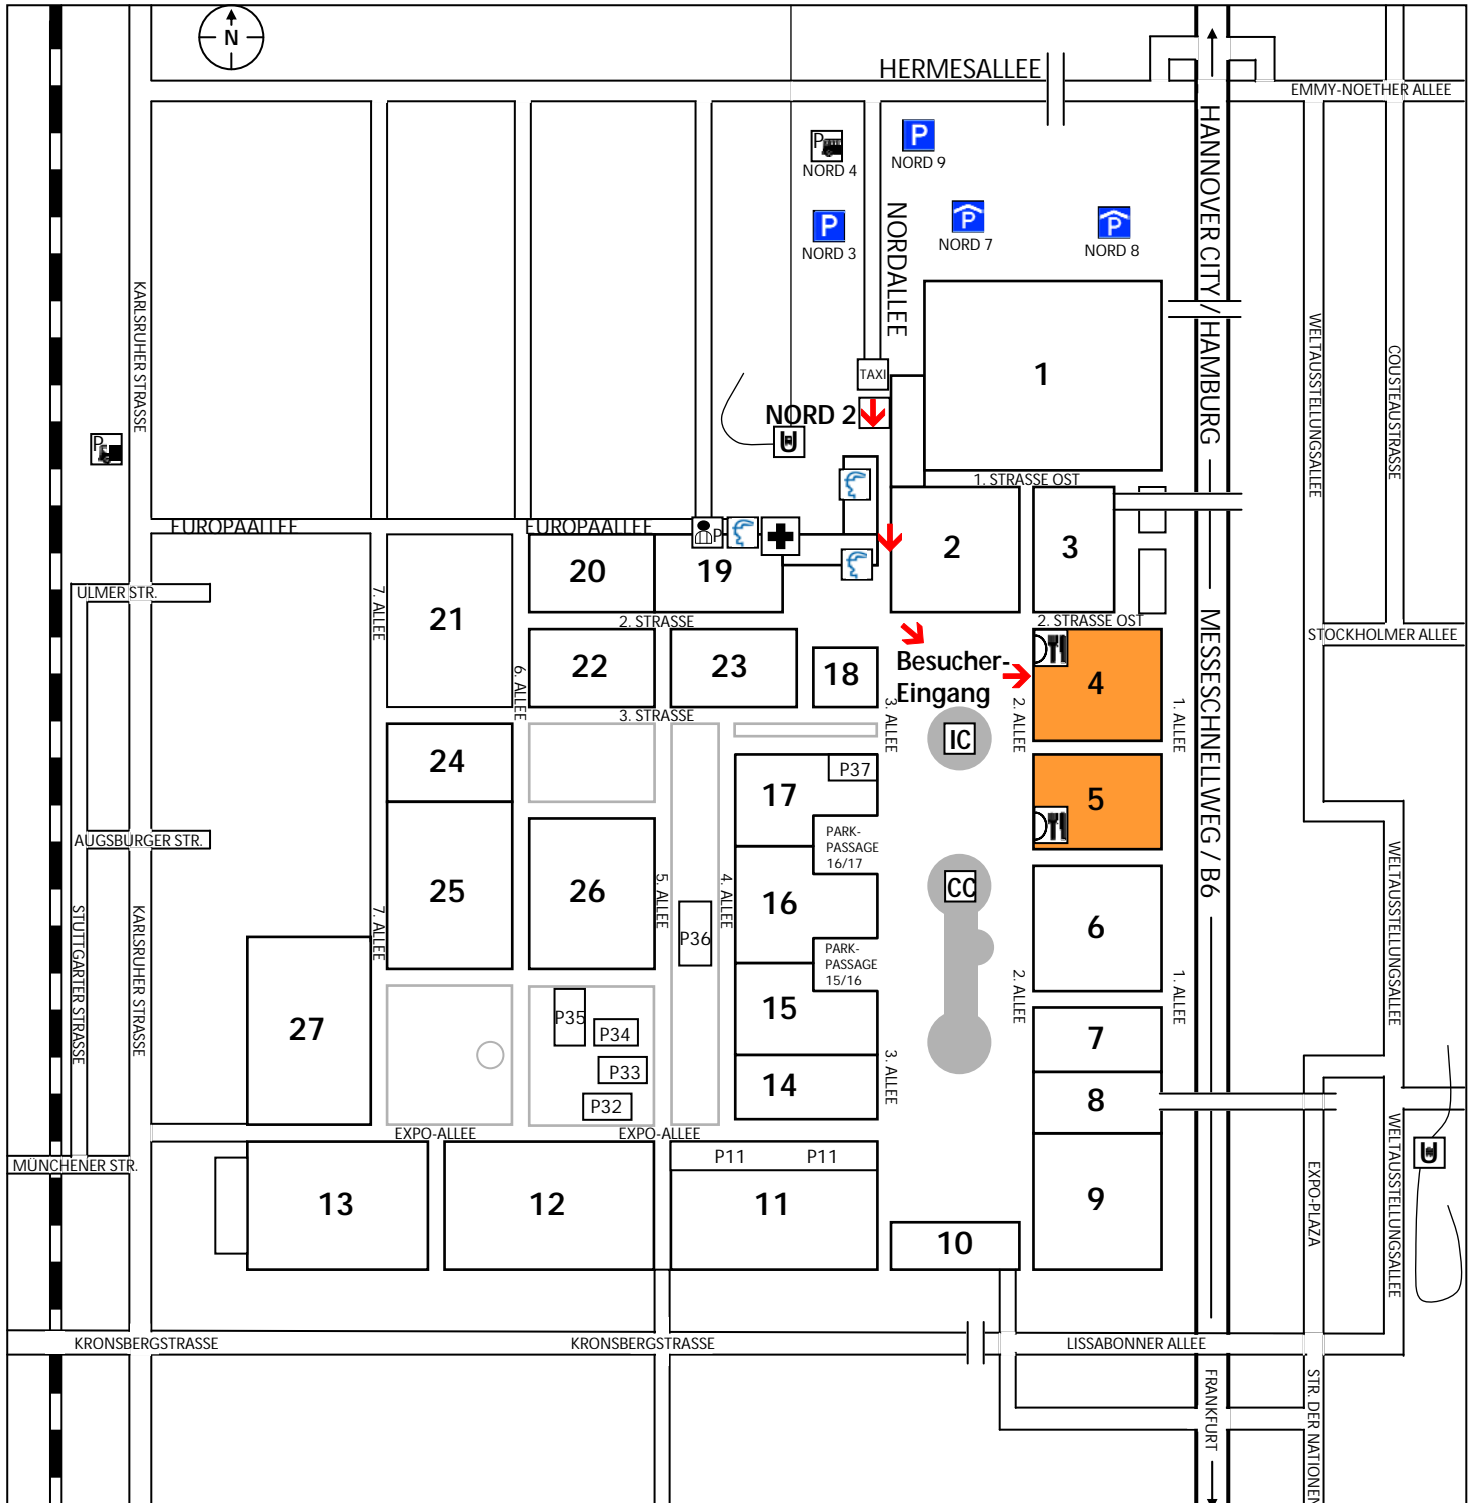 N
HERMESALLEE
EMMY-NOETHER ALLEE
P
NORD 4
P
NORD 9
P
NORD 3
P
NORD 7
P
NORD 8
NORDALLEE
HANNOVER CITY / HAMBURG
KARLSRUHER STRASSE
WELTAUSSTELLUNGSALLEE
COUSTEAUSTRASSE
1
TAXI
NORD 2
U
P
1. STRASSE OST
EUROPAALLEE
EUROPAALLEE
P
2
3
20
19
ULMER STR.
7. ALLEE
21
2. STRASSE
2. STRASSE OST
STOCKHOLMER ALLEE
22
23
18
Besucher-
Eingang
4
6. ALLEE
3. STRASSE
3. ALLEE
2. ALLEE
1. ALLEE
MESSESCHNELLWEG / B6
IC
24
17
P37
5
AUGSBURGER STR.
PARK-
PASSAGE
16/17
25
26
5. ALLEE
4. ALLEE
16
CC
6
WELTAUSSTELLUNGSALLEE
STUTTGARTER STRASSE
KARLSRUHER STRASSE
7. ALLEE
P36
PARK-
PASSAGE
15/16
2. ALLEE
1. ALLEE
27
P35
P34
15
7
P33
14
3. ALLEE
8
P32
EXPO-ALLEE
EXPO-ALLEE
MÜNCHENER STR.
P11
P11
U
WELTAUSSTELLUNGSALLEE
EXPO-PLAZA
13
12
11
9
10
KRONSBERGSTRASSE
KRONSBERGSTRASSE
LISSABONNER ALLEE
FRANKFURT
STR. DER NATIONEN